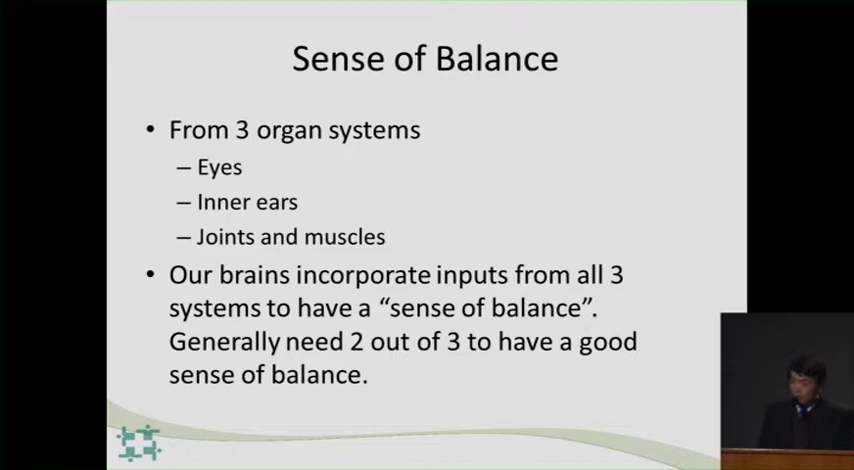 Sense of Balance
• From 3 organ systems
– Eyes
– Inner ears
– Joints and muscles
• Our brains incorporate inputs from all 3
systems to have a “sense of balance”.
Generally need 2 out of 3 to have a good
sense of balance.